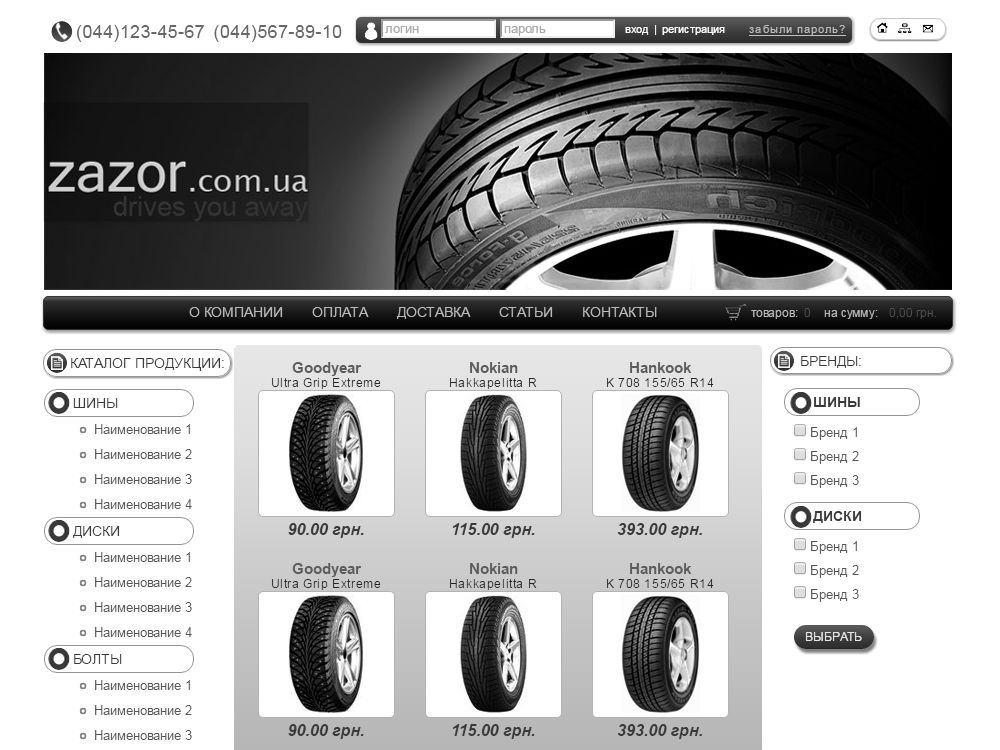 (044)123-45-67 (044)567-89-10
логин
пароль
вход | регистрация
забыли пароль?
zazor.com.ua
drives you away
О КОМПАНИИ ОПЛАТА ДОСТАВКА СТАТЬИ КОНТАКТЫ
товаров: 0 на сумму: 0,00 грн.
КАТАЛОГ ПРОДУКЦИИ:
ШИНЫ
Наименование 1
Наименование 2
Наименование 3
Наименование 4
ДИСКИ
Наименование 1
Наименование 2
Наименование 3
Наименование 4
БОЛТЫ
Наименование 1
Наименование 2
Наименование 3
Goodyear
Ultra Grip Extreme
90.00 грн.
Nokian
Hakkapelitta R
115.00 грн.
Hankook
K 708 155/65 R14
393.00 грн.
Goodyear
Ultra Grip Extreme
90.00 грн.
Nokian
Hakkapelitta R
115.00 грн.
Hankook
K 708 155/65 R14
393.00 грн.
БРЕНДЫ:
ШИНЫ
Бренд 1
Бренд 2
Бренд 3
ДИСКИ
Бренд 1
Бренд 2
Бренд 3
ВЫБРАТЬ